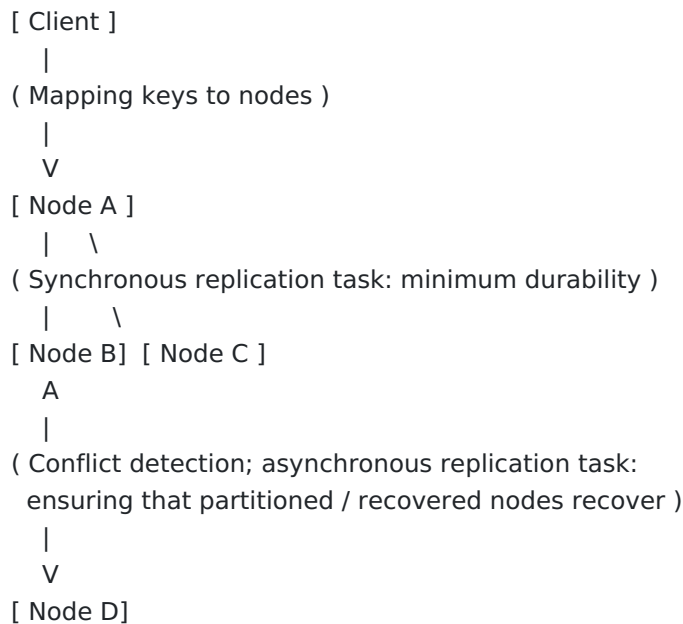 [ Client ]
|
( Mapping keys to nodes )
|
V
[ Node A ]
| \
( Synchronous replication task: minimum durability )
| \
[ Node B] [ Node C ]
A
|
( Conflict detection; asynchronous replication task:
ensuring that partitioned / recovered nodes recover )
|
V
[ Node D]